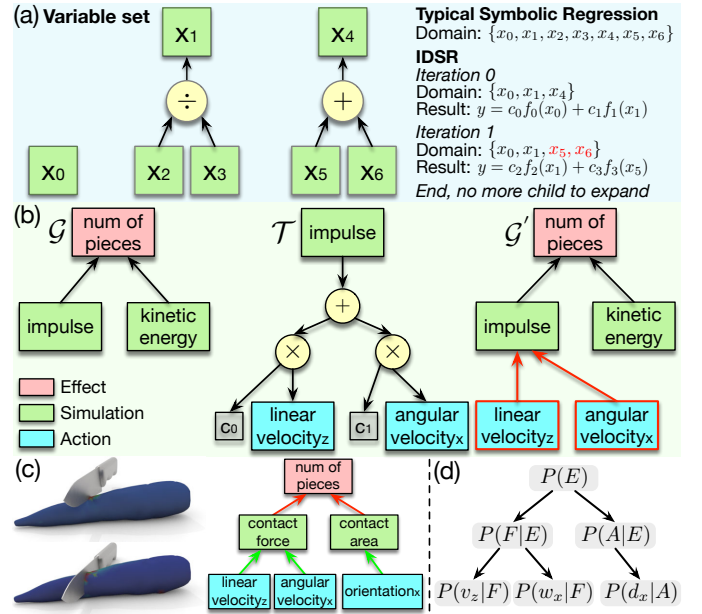 (a) Variable set
x1
x4
÷
+
x0
x2
x3
x5
x6
Typical Symbolic Regression
Domain: {x0, x1, x2, x3, x4, x5, x6}
IDSR
Iteration 0
Domain: {x0, x1, x4}
Result: y = c0f0(x0) + c1f1(x1)
Iteration 1
Domain: {x0, x1, x5, x6}
Result: y = c2f2(x1) + c3f3(x5)
End, no more child to expand
(b)
G
num of
pieces
impulse
kinetic
energy
Effect
Simulation
Action
T
impulse
+
×
×
c0
linear
velocityz
c1
angular
velocityx
G′
num of
pieces
impulse
kinetic
energy
linear
velocityz
angular
velocityx
(c)
num of
pieces
contact
force
contact
area
linear
velocityz
angular
velocityx
orientationx
(d)
P(E)
P(F|E)
P(A|E)
P(vz|F)
P(wx|F)
P(dx|A)